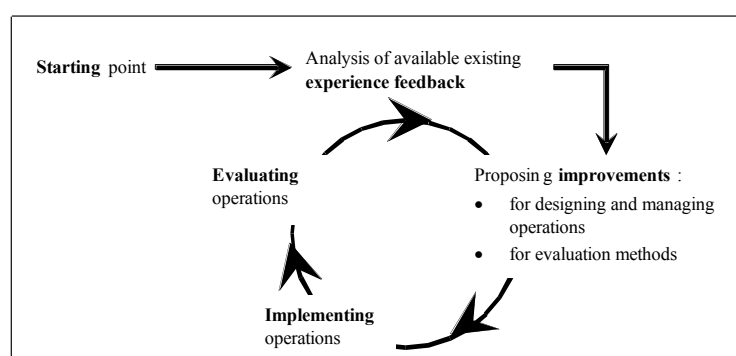 Starting point
Analysis of available existing
experience feedback
Evaluating
operations
Proposin g improvements :
• for designing and managing
operations
• for evaluation methods
Implementing
operations